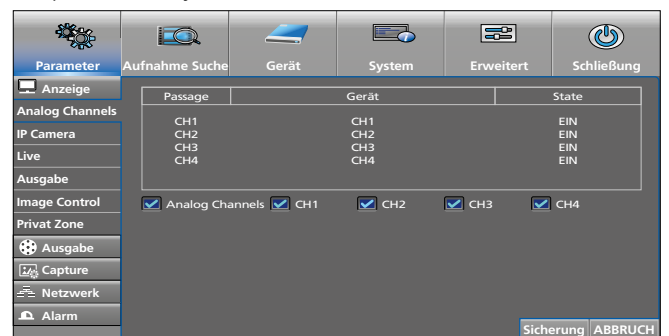 Parameter Aufnahme Suche Gerät System Erweitert Schließung
Anzeige
Analog Channels
IP Camera
Live
Ausgabe
Image Control
Privat Zone
Ausgabe
Capture
Netzwerk
Alarm
Passage Gerät State
CH1 CH1 EIN
CH2 CH2 EIN
CH3 CH3 EIN
CH4 CH4 EIN
Analog Channels CH1 CH2 CH3 CH4
Sicherung ABBRUCH